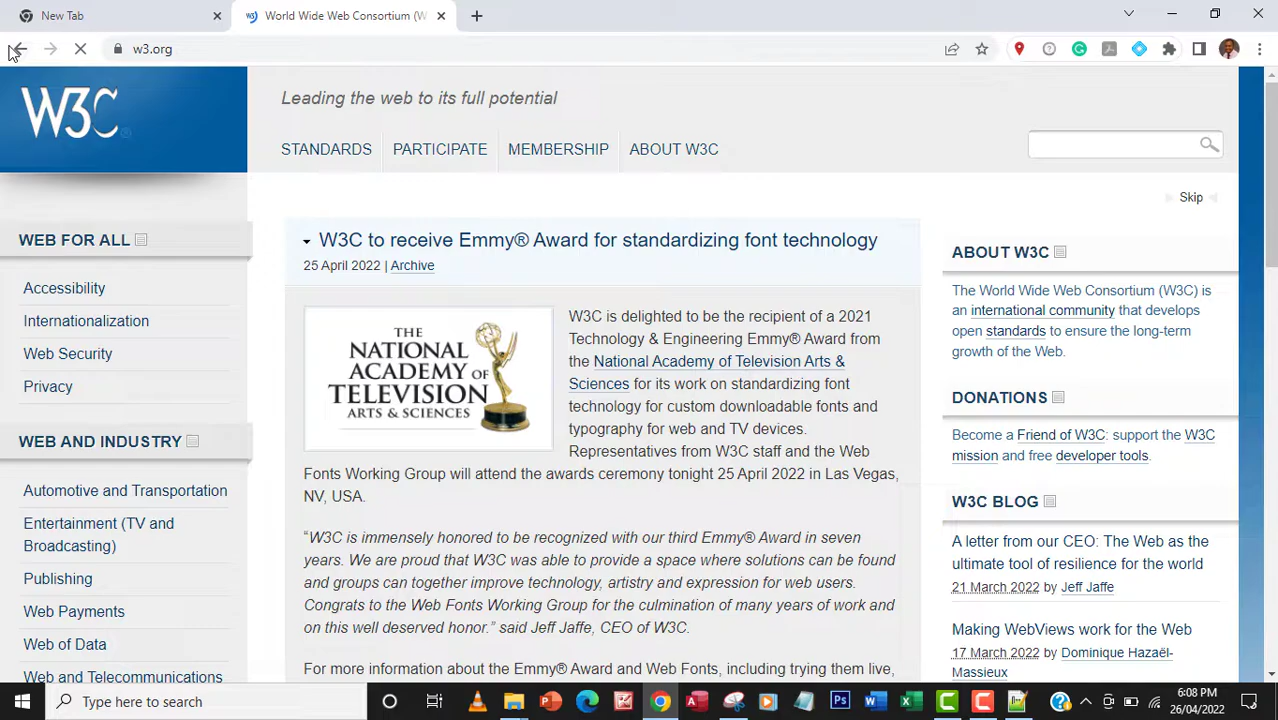 New Tab
World Wide Web Consortium (W
w3.org
W3C
Leading the web to its full potential
STANDARDS
PARTICIPATE
MEMBERSHIP
ABOUT W3C
Skip
WEB FOR ALL
Accessibility
Internationalization
Web Security
Privacy
WEB AND INDUSTRY
Automotive and Transportation
Entertainment (TV and
Broadcasting)
Publishing
Web Payments
Web of Data
Web and Telecommunications
W3C to receive Emmy® Award for standardizing font technology
25 April 2022 | Archive
THE
NATIONAL
ACADEMY OF
TELEVISION
ARTS & SCIENCES
W3C is delighted to be the recipient of a 2021
Technology & Engineering Emmy® Award from
the National Academy of Television Arts &
Sciences for its work on standardizing font
technology for custom downloadable fonts and
typography for web and TV devices.
Representatives from W3C staff and the Web
Fonts Working Group will attend the awards ceremony tonight 25 April 2022 in Las Vegas,
NV, USA.
“W3C is immensely honored to be recognized with our third Emmy® Award in seven
years. We are proud that W3C was able to provide a space where solutions can be found
and groups can together improve technology, artistry and expression for web users.
Congrats to the Web Fonts Working Group for the culmination of many years of work and
on this well deserved honor.” said Jeff Jaffe, CEO of W3C.
For more information about the Emmy® Award and Web Fonts, including trying them live,
ABOUT W3C
The World Wide Web Consortium (W3C) is
an international community that develops
open standards to ensure the long-term
growth of the Web.
DONATIONS
Become a Friend of W3C: support the W3C
mission and free developer tools.
W3C BLOG
A letter from our CEO: The Web as the
ultimate tool of resilience for the world
21 March 2022 by Jeff Jaffe
Making WebViews work for the Web
17 March 2022 by Dominique Hazaël-
Massieux
Type here to search
6:08 PM
26/04/2022